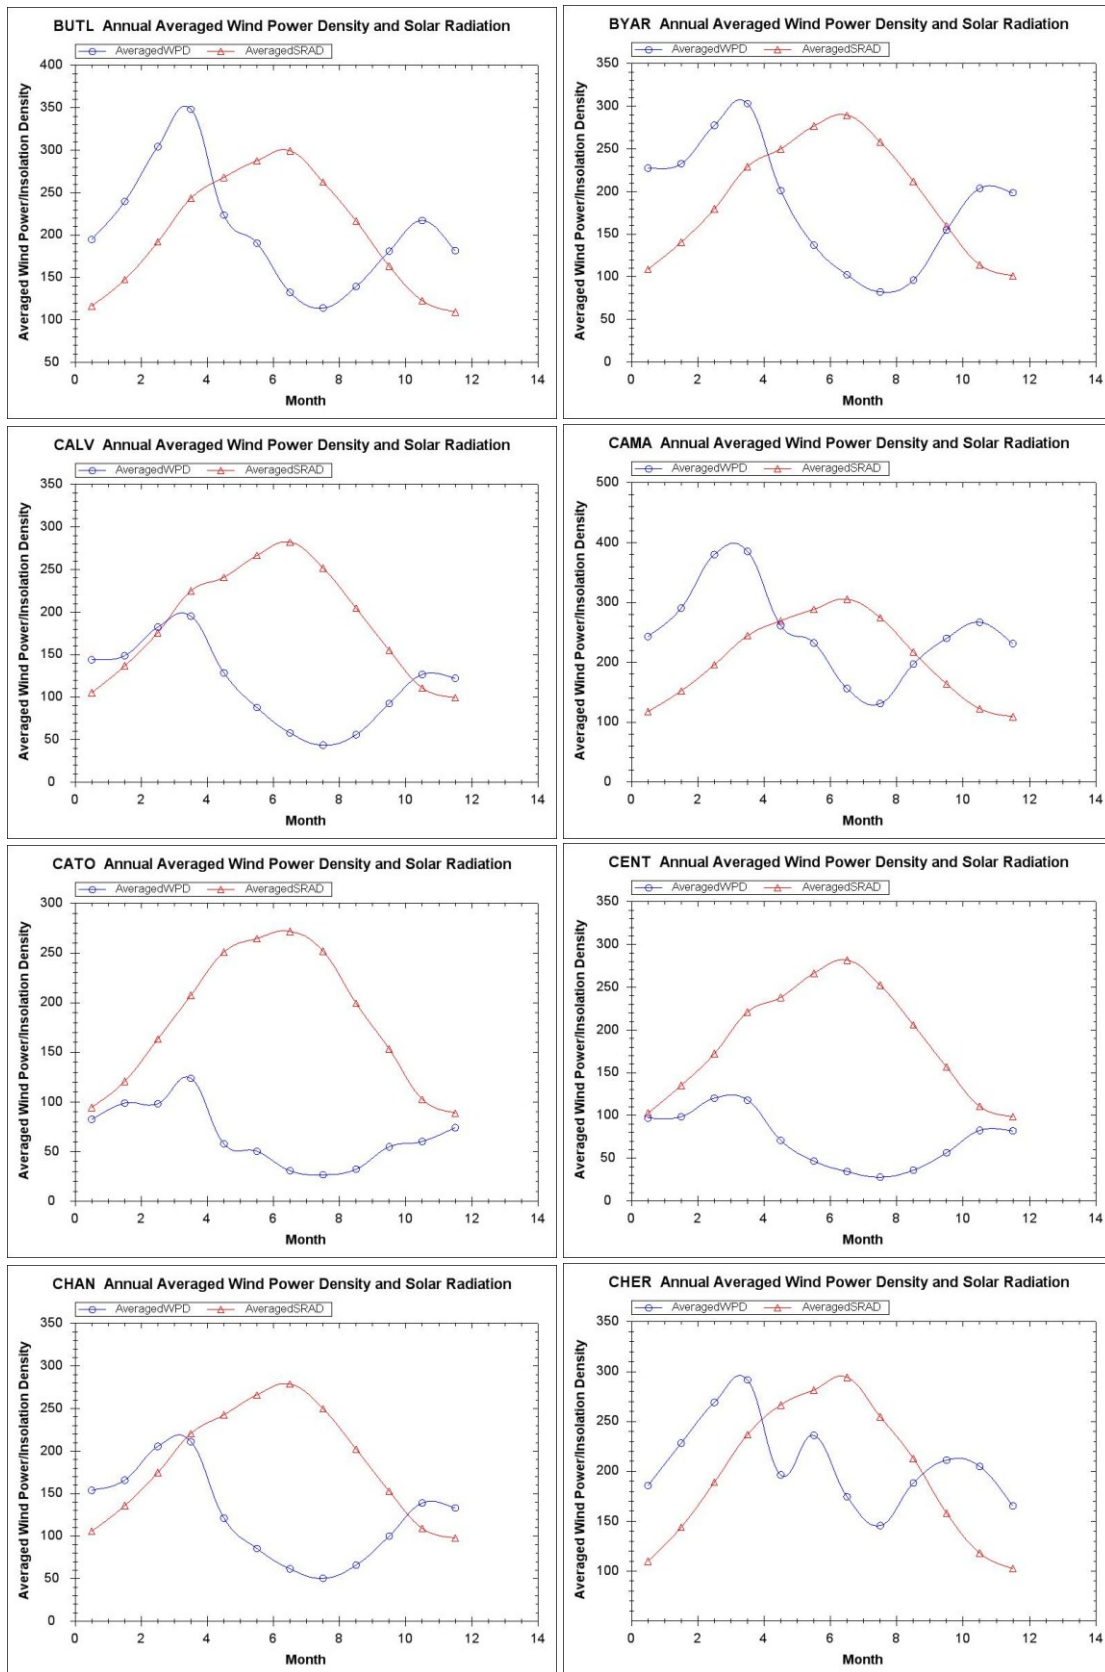 BUTL Annual Averaged Wind Power Density and Solar Radiation
AveragedWPD AveragedSRAD
Averaged Wind Power/Insolation Density
400
350
300
250
200
150
100
50
0 2 4 6 8 10 12 14
Month
BYAR Annual Averaged Wind Power Density and Solar Radiation
AveragedWPD AveragedSRAD
Averaged Wind Power/Insolation Density
350
300
250
200
150
100
50
0
0 2 4 6 8 10 12 14
Month
CALV Annual Averaged Wind Power Density and Solar Radiation
AveragedWPD AveragedSRAD
Averaged Wind Power/Insolation Density
350
300
250
200
150
100
50
0
0 2 4 6 8 10 12 14
Month
CAMA Annual Averaged Wind Power Density and Solar Radiation
AveragedWPD AveragedSRAD
Averaged Wind Power/Insolation Density
500
400
300
200
100
0
0 2 4 6 8 10 12 14
Month
CATO Annual Averaged Wind Power Density and Solar Radiation
AveragedWPD AveragedSRAD
Averaged Wind Power/Insolation Density
300
250
200
150
100
50
0
0 2 4 6 8 10 12 14
Month
CENT Annual Averaged Wind Power Density and Solar Radiation
AveragedWPD AveragedSRAD
Averaged Wind Power/Insolation Density
350
300
250
200
150
100
50
0
0 2 4 6 8 10 12 14
Month
CHAN Annual Averaged Wind Power Density and Solar Radiation
AveragedWPD AveragedSRAD
Averaged Wind Power/Insolation Density
350
300
250
200
150
100
50
0
0 2 4 6 8 10 12 14
Month
CHER Annual Averaged Wind Power Density and Solar Radiation
AveragedWPD AveragedSRAD
Averaged Wind Power/Insolation Density
350
300
250
200
150
100
0 2 4 6 8 10 12 14
Month